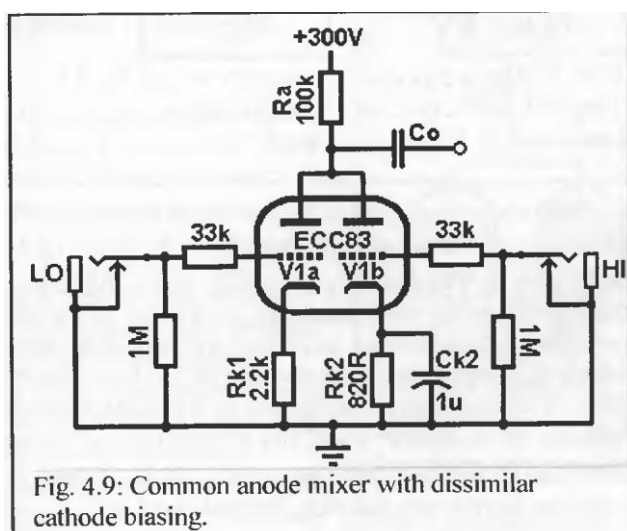 +300V
Ra
100k
Co
33k
ECC83
33k
LO
V1a
V1b
HI
1M
Rk1
2.2k
Rk2
820R
Ck2
1u
1M
Fig. 4.9: Common anode mixer with dissimilar
cathode biasing.